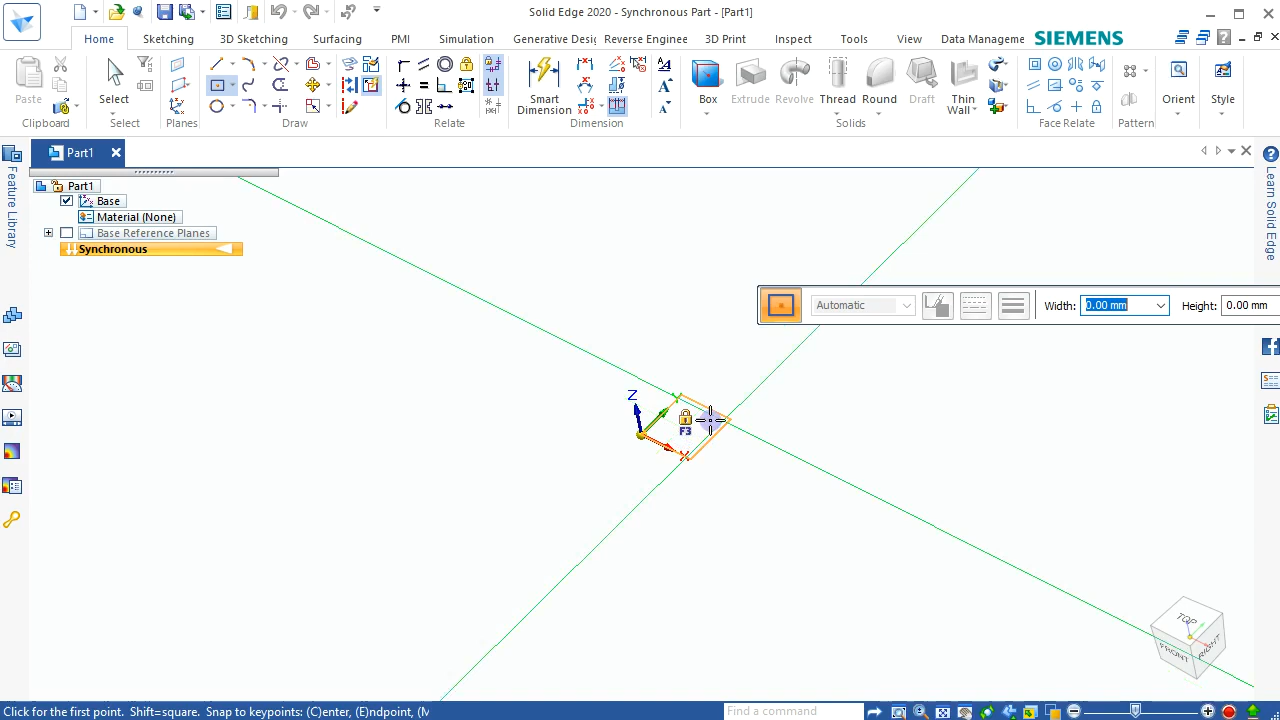 Solid Edge 2020 - Synchronous Part - [Part1]
Home
Sketching
3D Sketching
Surfacing
PMI
Simulation
Generative Desi
Reverse Enginee
3D Print
Inspect
Tools
View
Data Manageme
SIEMENS
Paste
Select
Smart
Dimension
Box
Extrude
Revolve
Thread
Round
Draft
Thin
Wall
Orient
Style
Clipboard
Select
Planes
Draw
Relate
Dimension
Solids
Face Relate
Pattern
Part1
Feature Library
Learn Solid Edge
Part1
Base
Material (None)
Base Reference Planes
Synchronous
Automatic
Width:
0.00 mm
Height:
0.00 mm
Z
Y
X
F3
TOP
FRONT
RIGHT
Click for the first point. Shift=square. Snap to keypoints: (C)enter, (E)ndpoint, (M
Find a command